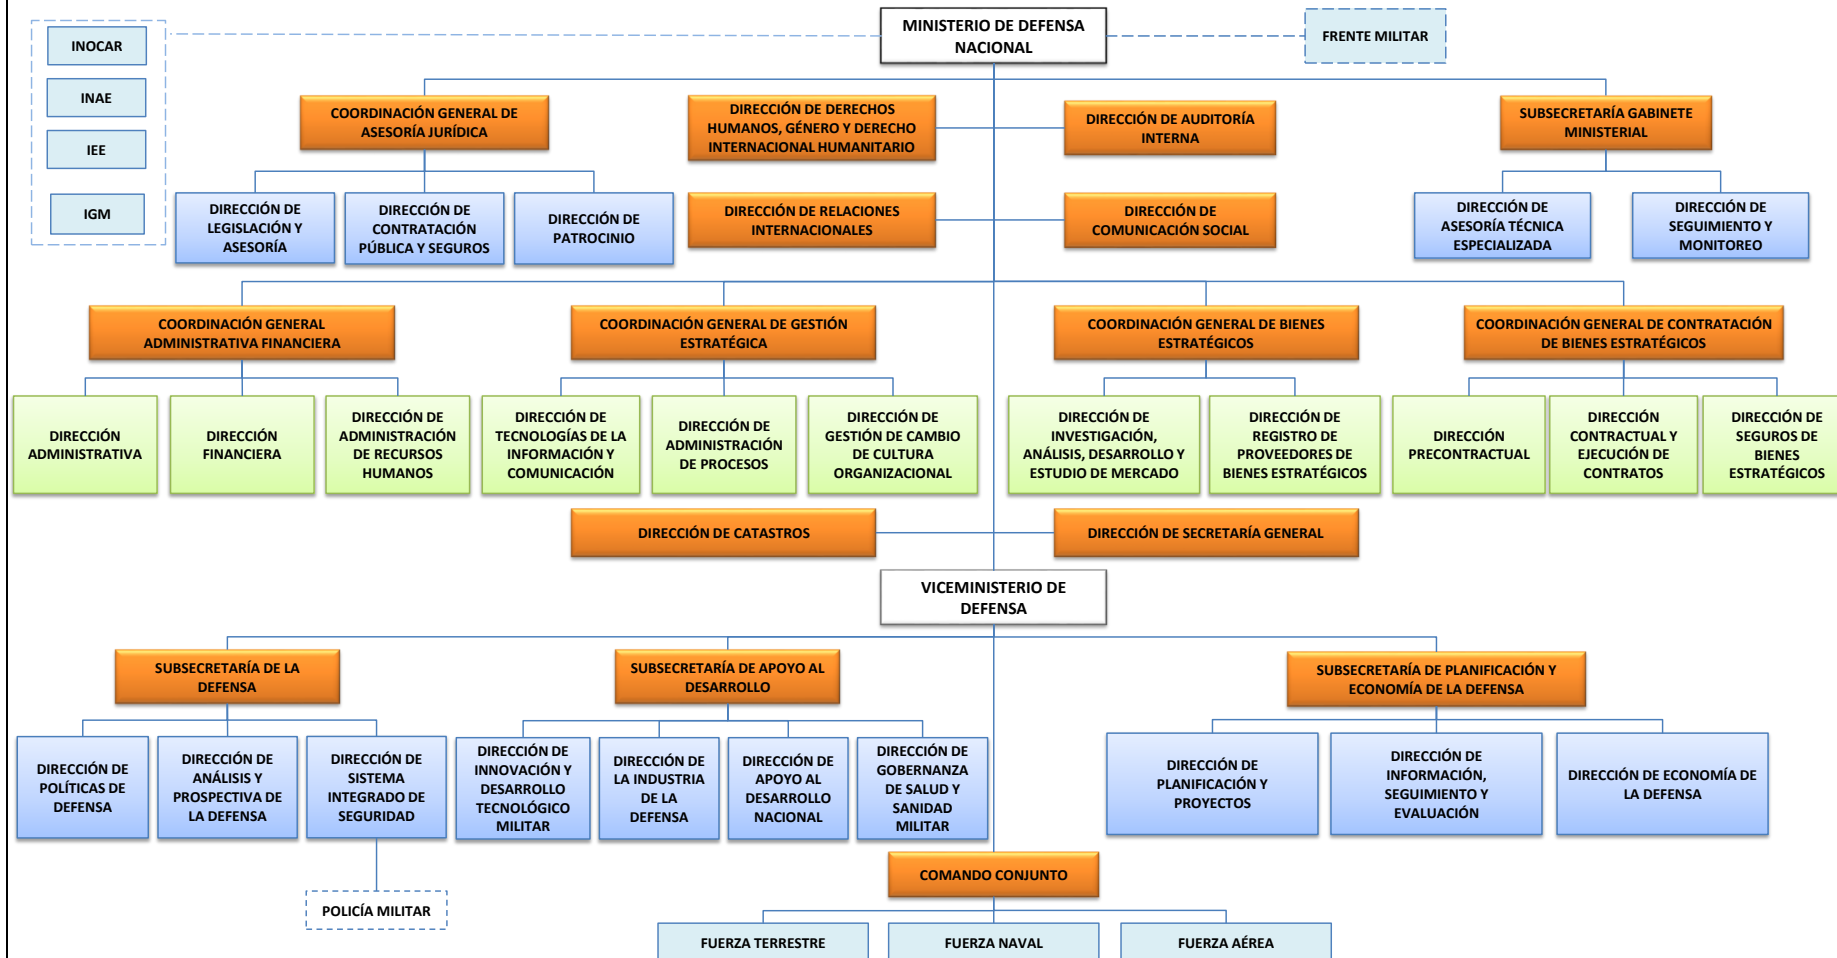 MINISTERIO DE DEFENSA
NACIONAL
FRENTE MILITAR
INOCAR
INAE
IEE
IGM
COORDINACIÓN GENERAL DE
ASESORÍA JURÍDICA
DIRECCIÓN DE DERECHOS
HUMANOS, GÉNERO Y DERECHO
INTERNACIONAL HUMANITARIO
DIRECCIÓN DE AUDITORÍA
INTERNA
SUBSECRETARÍA GABINETE
MINISTERIAL
DIRECCIÓN DE
LEGISLACIÓN Y
ASESORÍA
DIRECCIÓN DE
CONTRATACIÓN
PÚBLICA Y SEGUROS
DIRECCIÓN DE
PATROCINIO
DIRECCIÓN DE RELACIONES
INTERNACIONALES
DIRECCIÓN DE
COMUNICACIÓN SOCIAL
DIRECCIÓN DE
ASESORÍA TÉCNICA
ESPECIALIZADA
DIRECCIÓN DE
SEGUIMIENTO Y
MONITOREO
COORDINACIÓN GENERAL
ADMINISTRATIVA FINANCIERA
COORDINACIÓN GENERAL DE GESTIÓN
ESTRATÉGICA
COORDINACIÓN GENERAL DE BIENES
ESTRATÉGICOS
COORDINACIÓN GENERAL DE CONTRATACIÓN
DE BIENES ESTRATÉGICOS
DIRECCIÓN
ADMINISTRATIVA
DIRECCIÓN
FINANCIERA
DIRECCIÓN DE
ADMINISTRACIÓN
DE RECURSOS
HUMANOS
DIRECCIÓN DE
TECNOLOGÍAS DE LA
INFORMACIÓN Y
COMUNICACIÓN
DIRECCIÓN DE
ADMINISTRACIÓN
DE PROCESOS
DIRECCIÓN DE
GESTIÓN DE CAMBIO
DE CULTURA
ORGANIZACIONAL
DIRECCIÓN DE
INVESTIGACIÓN,
ANÁLISIS, DESARROLLO Y
ESTUDIO DE MERCADO
DIRECCIÓN DE
REGISTRO DE
PROVEEDORES DE
BIENES ESTRATÉGICOS
DIRECCIÓN
PRECONTRACTUAL
DIRECCIÓN
CONTRACTUAL Y
EJECUCIÓN DE
CONTRATOS
DIRECCIÓN DE
SEGUROS DE
BIENES
ESTRATÉGICOS
DIRECCIÓN DE CATASTROS
DIRECCIÓN DE SECRETARÍA GENERAL
VICEMINISTERIO DE
DEFENSA
SUBSECRETARÍA DE LA
DEFENSA
SUBSECRETARÍA DE APOYO AL
DESARROLLO
SUBSECRETARÍA DE PLANIFICACIÓN Y
ECONOMÍA DE LA DEFENSA
DIRECCIÓN DE
POLÍTICAS DE
DEFENSA
DIRECCIÓN DE
ANÁLISIS Y
PROSPECTIVA DE
LA DEFENSA
DIRECCIÓN DE
SISTEMA
INTEGRADO DE
SEGURIDAD
DIRECCIÓN DE
INNOVACIÓN Y
DESARROLLO
TECNOLÓGICO
MILITAR
DIRECCIÓN DE
LA INDUSTRIA
DE LA
DEFENSA
DIRECCIÓN DE
APOYO AL
DESARROLLO
NACIONAL
DIRECCIÓN DE
GOBERNANZA
DE SALUD Y
SANIDAD
MILITAR
DIRECCIÓN DE
PLANIFICACIÓN Y
PROYECTOS
DIRECCIÓN DE
INFORMACIÓN,
SEGUIMIENTO Y
EVALUACIÓN
DIRECCIÓN DE ECONOMÍA DE
LA DEFENSA
COMANDO CONJUNTO
POLICÍA MILITAR
FUERZA TERRESTRE
FUERZA NAVAL
FUERZA AÉREA